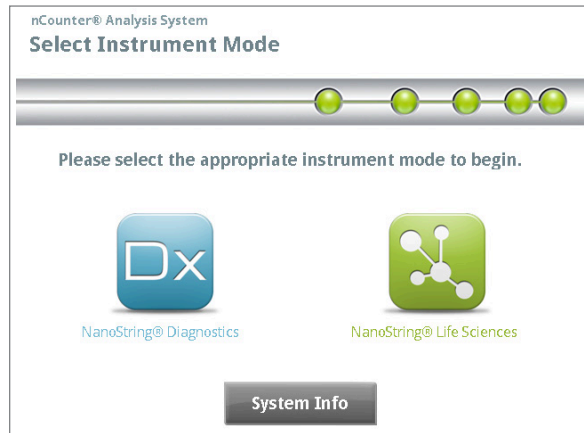 nCounter® Analysis System
Select Instrument Mode
Please select the appropriate instrument mode to begin.
Dx
NanoString® Diagnostics
NanoString® Life Sciences
System Info